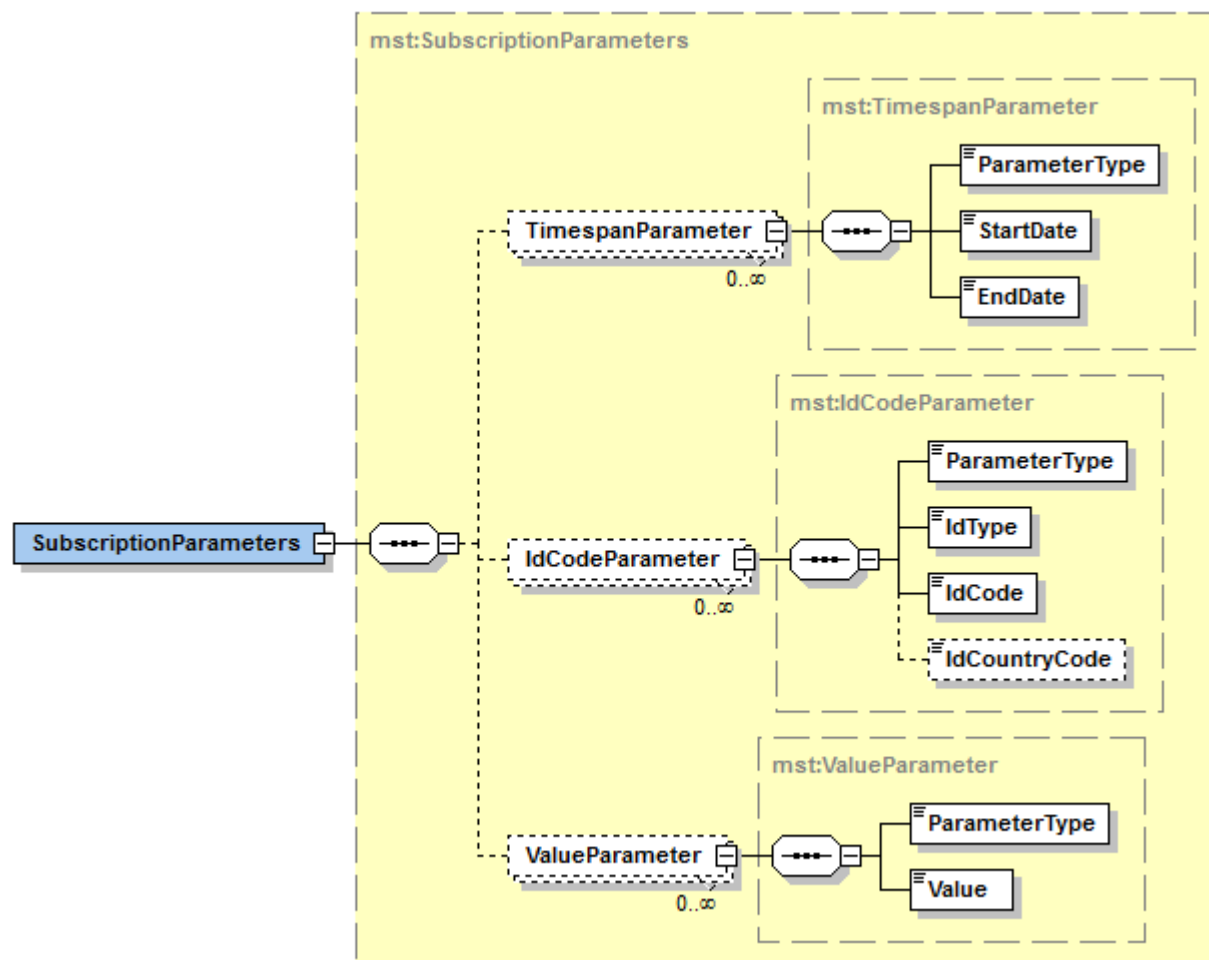 mst:SubscriptionParameters
mst:TimespanParameter
ParameterType
TimespanParameter
StartDate
0..∞
EndDate
mst:IdCodeParameter
ParameterType
IdType
SubscriptionParameters
IdCodeParameter
IdCode
0..∞
IdCountryCode
mst:ValueParameter
ParameterType
ValueParameter
Value
0..∞